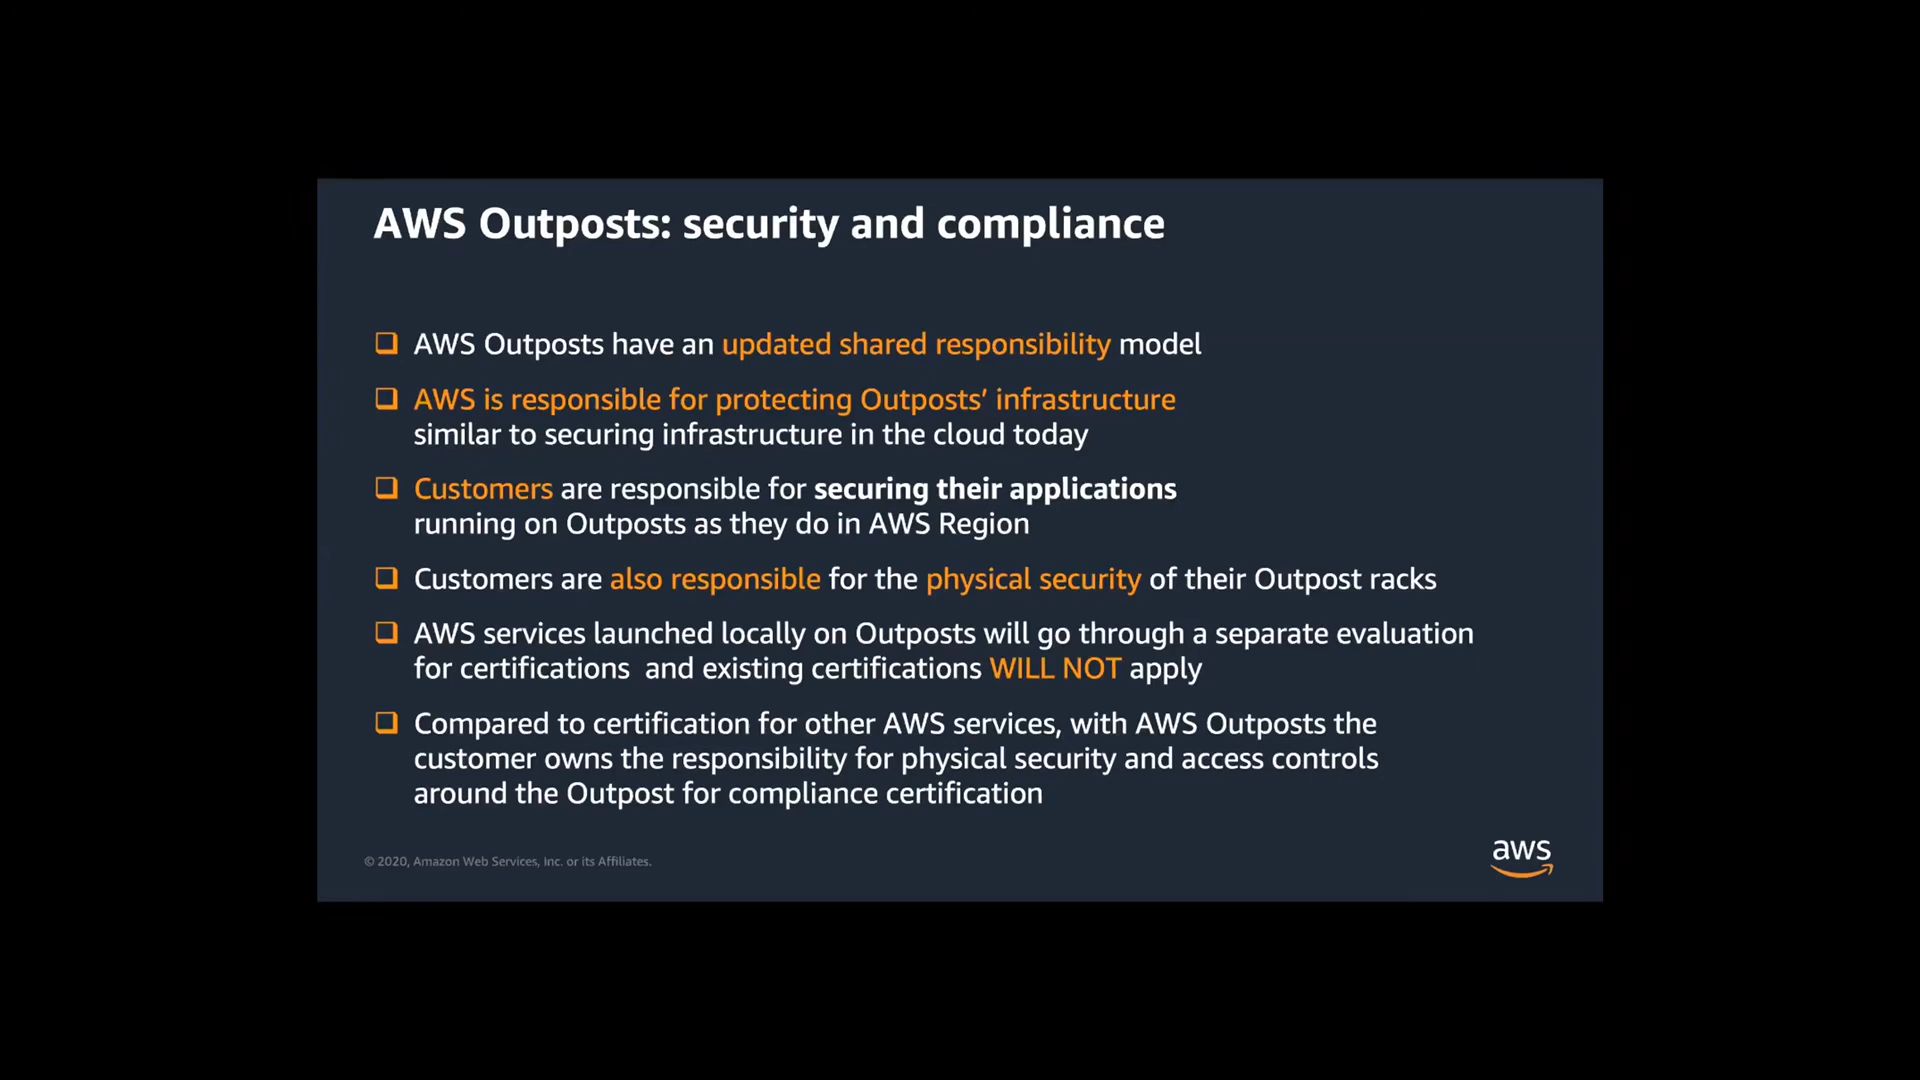 AWS Outposts: security and compliance
❑ AWS Outposts have an updated shared responsibility model
❑ AWS is responsible for protecting Outposts’ infrastructure
similar to securing infrastructure in the cloud today
❑ Customers are responsible for securing their applications
running on Outposts as they do in AWS Region
❑ Customers are also responsible for the physical security of their Outpost racks
❑ AWS services launched locally on Outposts will go through a separate evaluation
for certifications  and existing certifications WILL NOT apply
❑ Compared to certification for other AWS services, with AWS Outposts the
customer owns the responsibility for physical security and access controls
around the Outpost for compliance certification
© 2020, Amazon Web Services, Inc. or its Affiliates.
aws